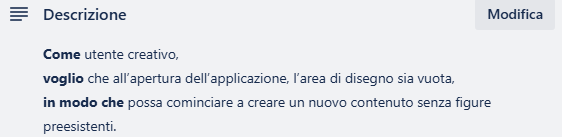 Descrizione
Modifica
Come utente creativo,
voglio che all’apertura dell’applicazione, l’area di disegno sia vuota,
in modo che possa cominciare a creare un nuovo contenuto senza figure
preesistenti.